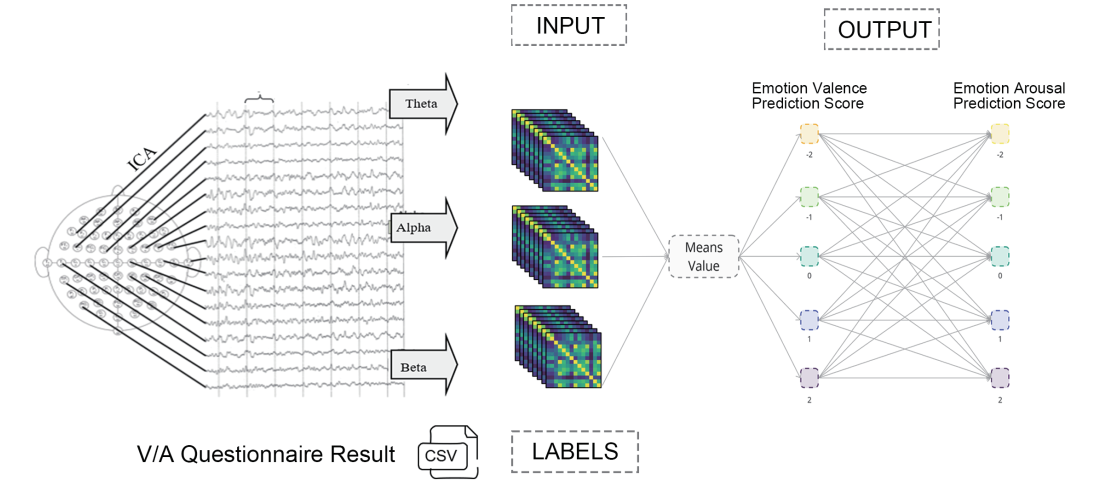 INPUT
OUTPUT
ICA
Theta
Alpha
Beta
Means
Value
Emotion Valence
Prediction Score
-2
-1
0
1
2
Emotion Arousal
Prediction Score
-2
-1
0
1
2
V/A Questionnaire Result
CSV
LABELS